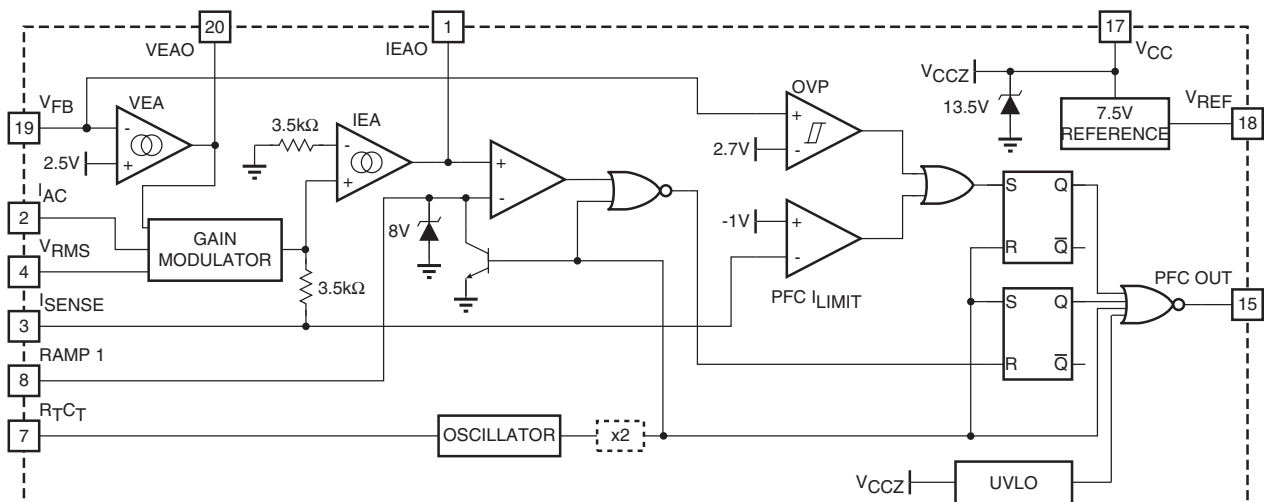 20
1
17
VEAO
IEAO
VCC
VCCZ
VFB
VEA
OVP
13.5V
7.5V
REFERENCE
VREF
19
-
+
2.5V
3.5kΩ
IEA
-
+
+
-
2.7V
18
IAC
2
GAIN
MODULATOR
+
-
8V
-1V
+
-
S
Q
R
Q
VRMS
4
3.5kΩ
PFC ILIMIT
PFC OUT
ISENSE
3
S
Q
R
Q
15
RAMP 1
8
RTCT
7
OSCILLATOR
x2
VCCZ
UVLO